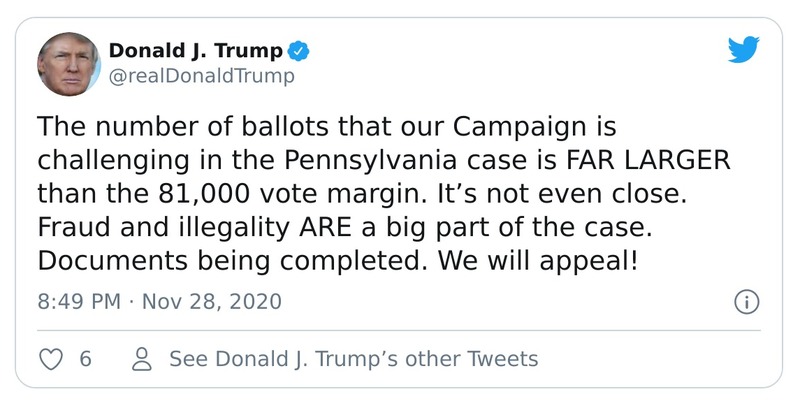 Donald J. Trump
@realDonaldTrump
The number of ballots that our Campaign is
challenging in the Pennsylvania case is FAR LARGER
than the 81,000 vote margin. It’s not even close.
Fraud and illegality ARE a big part of the case.
Documents being completed. We will appeal!
8:49 PM · Nov 28, 2020
6 See Donald J. Trump’s other Tweets